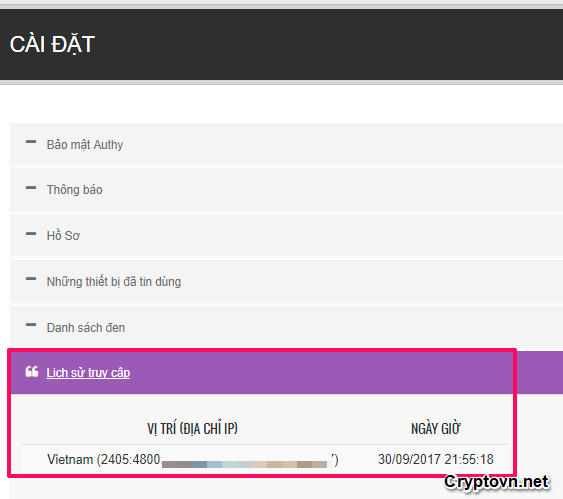 CÀI ĐẶT
Bảo mật Authy
Thông báo
Hồ Sơ
Những thiết bị đã tin dùng
Danh sách đen
Lịch sử truy cập
VỊ TRÍ (ĐỊA CHỈ IP) NGÀY GIỜ
Vietnam (2405:4800: ') 30/09/2017 21:55:18
Cryptovn.net